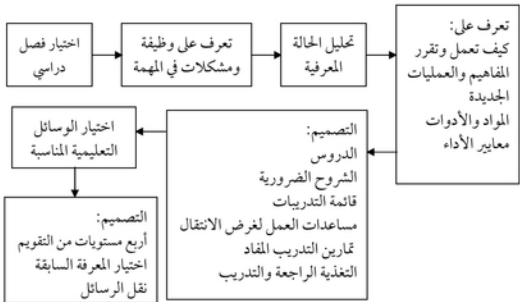 اختيار فصل
دراسي
تعرف على وظيفة
ومشكلات في المهمة
تحليل الحالة
المعرفية
تعرف على:
كيف تعمل وتقرر
المفاهيم والعمليات
الجديدة
المواد والأدوات
معايير الأداء
التصميم:
الدروس
الشروح الضرورية
قائمة التدريبات
مساعدات العمل لغرض الانتقال
تمارين التدريب المفاد
التغذية الراجعة والتدريب
اختيار الوسائل
التعليمية المناسبة
التصميم:
أربع مستويات من التقويم
اختيار المعرفة السابقة
نقل الرسائل